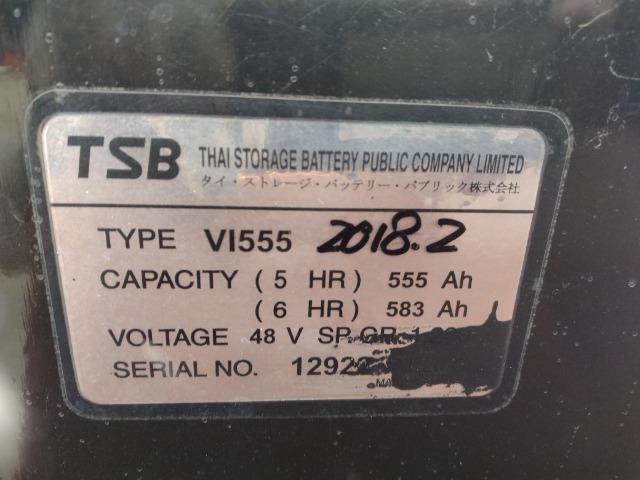 TSB THAI STORAGE BATTERY PUBLIC COMPANY LIMITED
タイ・ストレージ・バッテリー・パブリック株式会社
TYPE VI555 2018.2
CAPACITY ( 5 HR ) 555 Ah
( 6 HR ) 583 Ah
VOLTAGE 48 V SP.GR.
SERIAL NO.